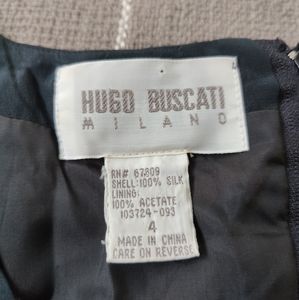 HUGO BUSCATI
MILANO
RN# 67809
SHELL:100% SILK
LINING:
100% ACETATE
103724-093
4
MADE IN CHINA
CARE ON REVERSE